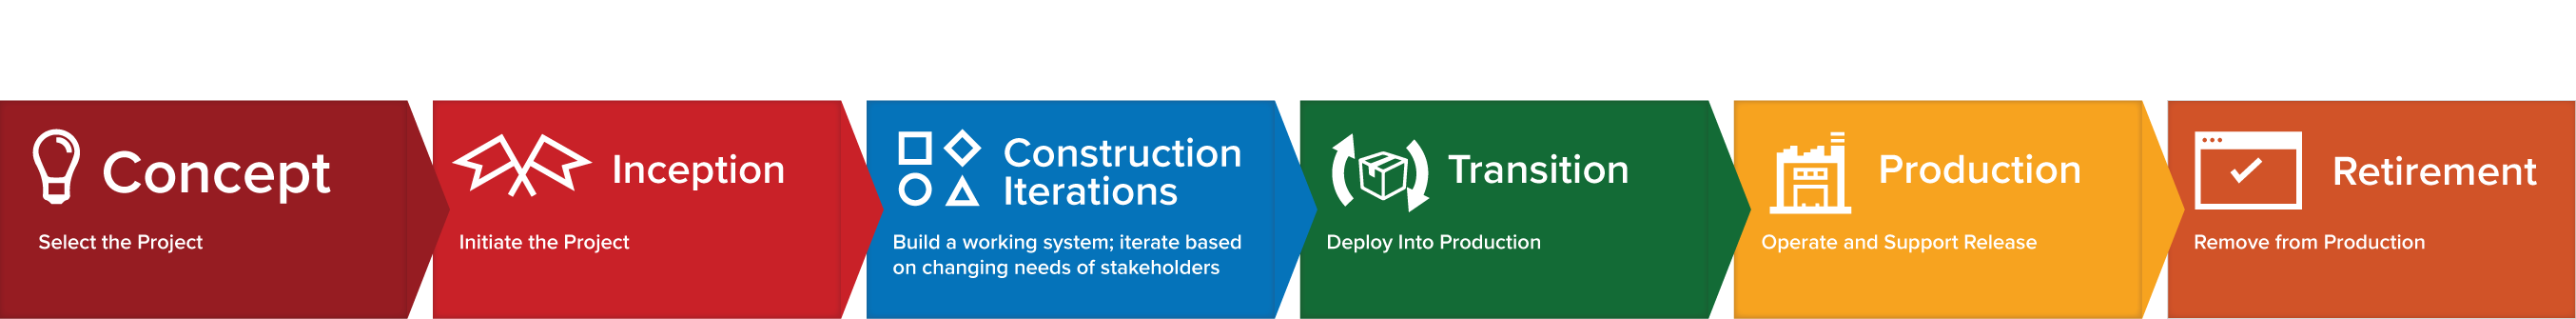 Concept
Select the Project
Inception
Initiate the Project
Construction
Iterations
Build a working system; iterate based
on changing needs of stakeholders
Transition
Deploy Into Production
Production
Operate and Support Release
Retirement
Remove from Production